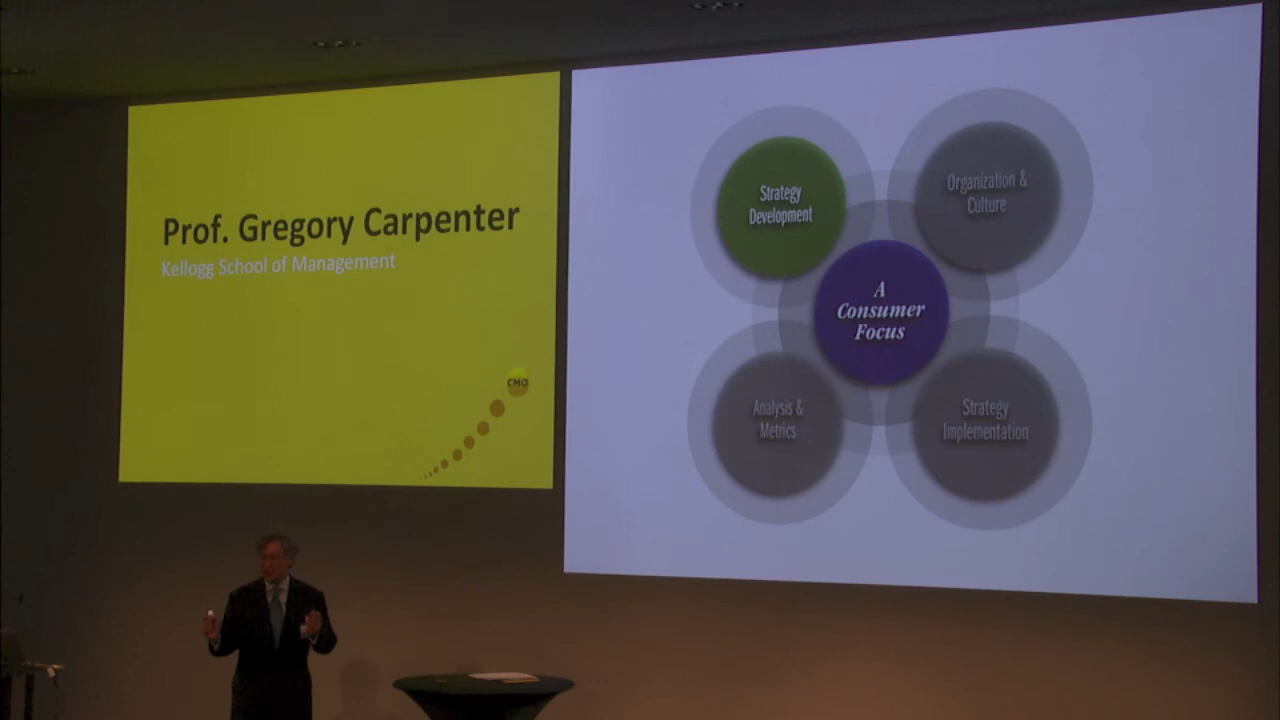 Prof. Gregory Carpenter
Kellogg School of Management
CMO
Strategy
Development
Organization &
Culture
A
Consumer
Focus
Analysis &
Metrics
Strategy
Implementation